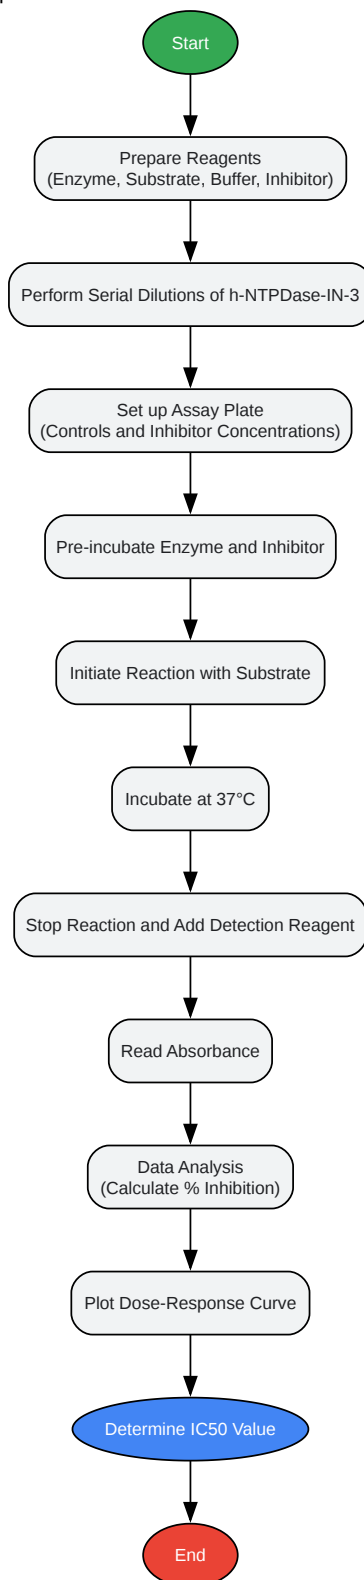 Start
Prepare Reagents
(Enzyme, Substrate, Buffer, Inhibitor)
Perform Serial Dilutions of h-NTPDase-IN-3
Set up Assay Plate
(Controls and Inhibitor Concentrations)
Pre-incubate Enzyme and Inhibitor
Initiate Reaction with Substrate
Incubate at 37°C
Stop Reaction and Add Detection Reagent
Read Absorbance
Data Analysis
(Calculate % Inhibition)
Plot Dose-Response Curve
Determine IC50 Value
End